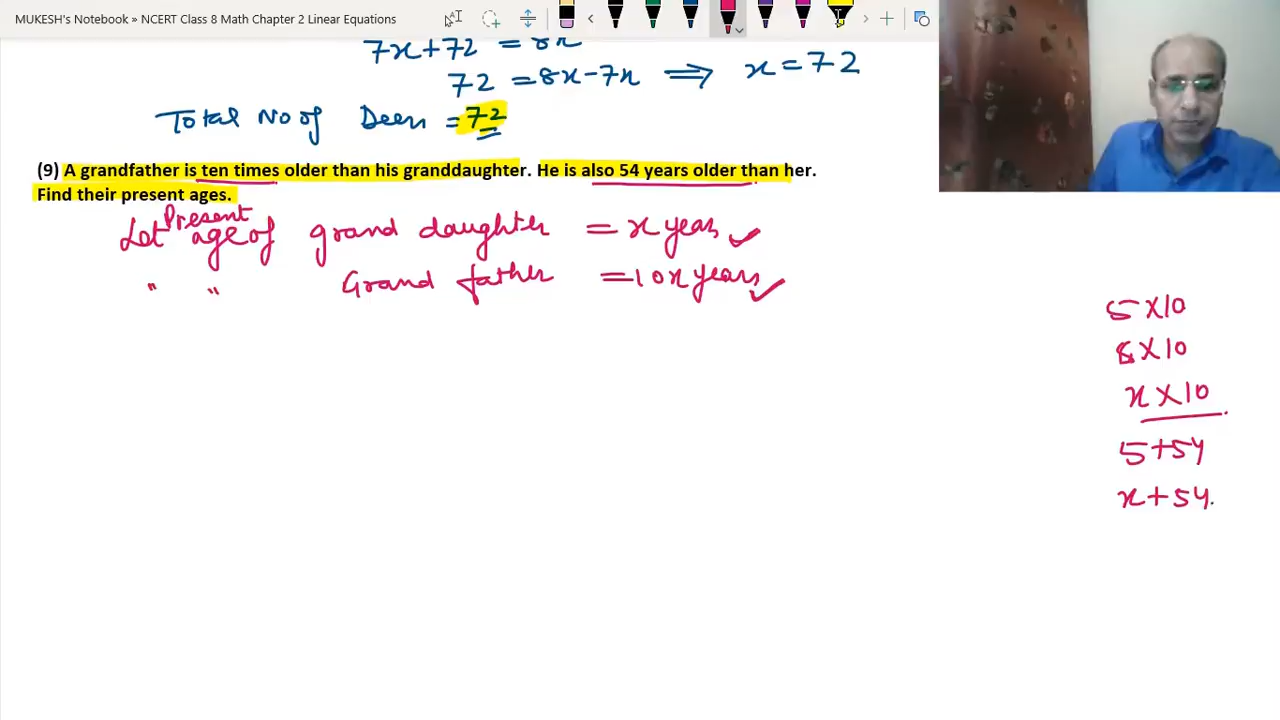 MUKESH's Notebook » NCERT Class 8 Math Chapter 2 Linear Equations
7x+72 = 8x
72 = 8x-7x ⟹ x = 72
Total No of Deen = 72
(9) A grandfather is ten times older than his granddaughter. He is also 54 years older than her.
Find their present ages.
Let Present age of grand daughter = x years ✓
" " Grand father = 10x years ✓
5 X 10
8 X 10
x X 10
5+54
x+54.